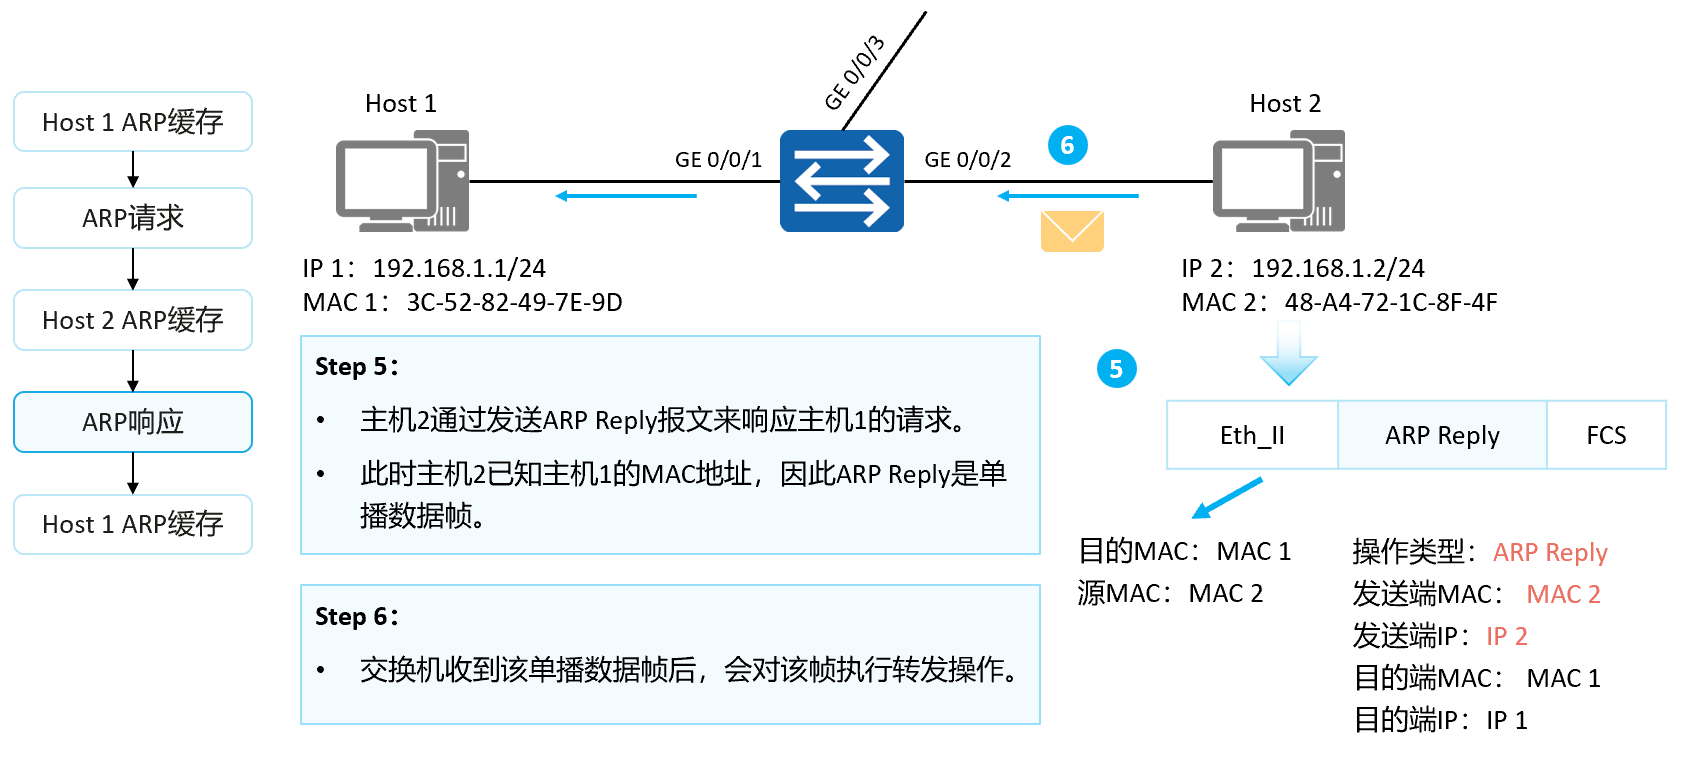 Host 1 ARP缓存
ARP请求
Host 2 ARP缓存
ARP响应
Host 1 ARP缓存
GE 0/0/3
Host 1
Host 2
GE 0/0/1
GE 0/0/2
6
IP 1：192.168.1.1/24
MAC 1：3C-52-82-49-7E-9D
IP 2：192.168.1.2/24
MAC 2：48-A4-72-1C-8F-4F
Step 5：
• 主机2通过发送ARP Reply报文来响应主机1的请求。
• 此时主机2已知主机1的MAC地址，因此ARP Reply是单
播数据帧。
Step 6：
• 交换机收到该单播数据帧后，会对该帧执行转发操作。
5
Eth_II
ARP Reply
FCS
目的MAC：MAC 1
源MAC：MAC 2
操作类型：ARP Reply
发送端MAC： MAC 2
发送端IP：IP 2
目的端MAC： MAC 1
目的端IP：IP 1